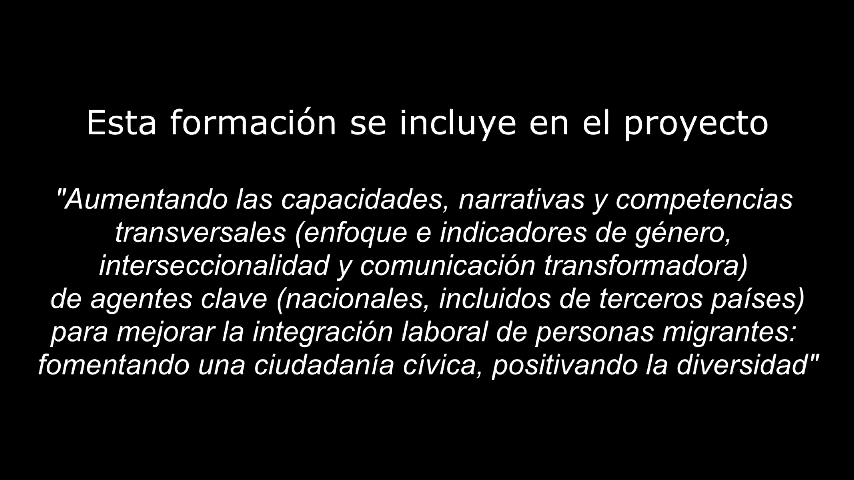 Esta formación se incluye en el proyecto
"Aumentando las capacidades, narrativas y competencias
transversales (enfoque e indicadores de género,
interseccionalidad y comunicación transformadora)
de agentes clave (nacionales, incluidos de terceros países)
para mejorar la integración laboral de personas migrantes:
fomentando una ciudadanía cívica, positivando la diversidad"